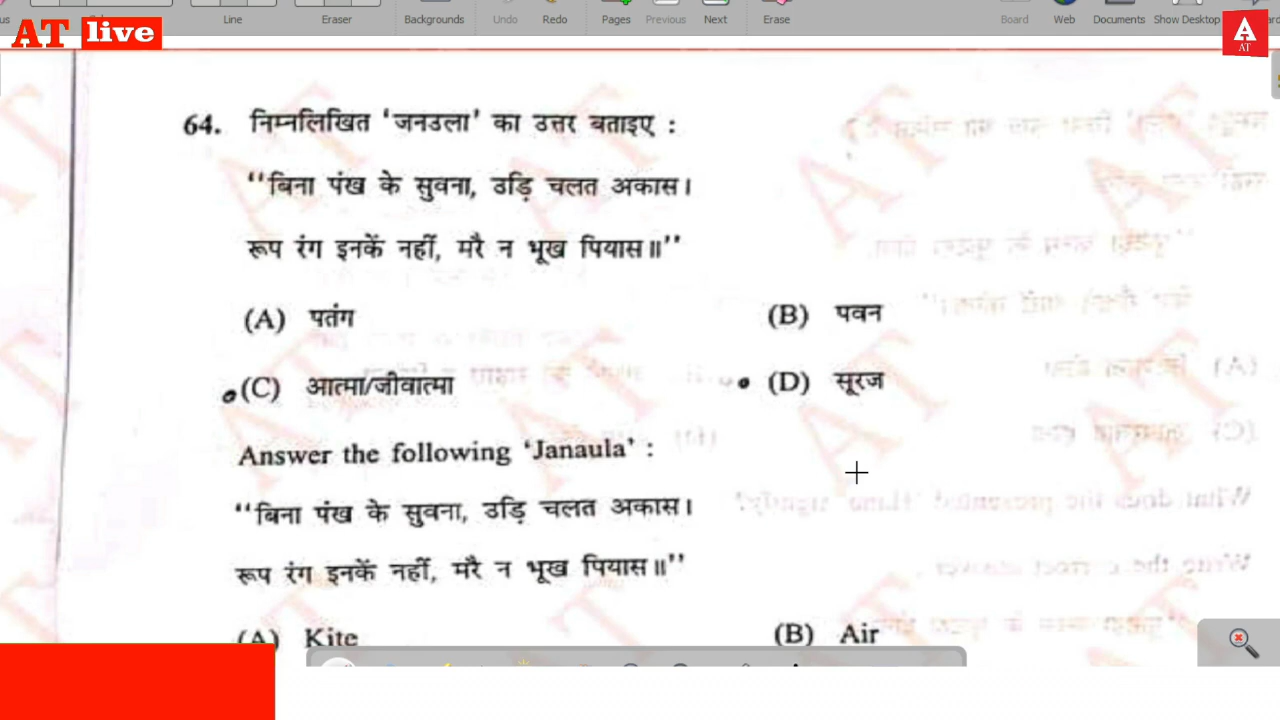 Line
Eraser
Backgrounds
Undo
Redo
Pages
Previous
Next
Erase
Board
Web
Documents
Show Desktop
AT live
A
AT
64. निम्नलिखित 'जनउला' का उत्तर बताइए :
"बिना पंख के सुवना, उड़ि चलत अकास।
रूप रंग इनकें नहीं, मरै न भूख पियास॥"
(A) पतंग
(B) पवन
(C) आत्मा/जीवात्मा
(D) सूरज
Answer the following 'Janaula' :
"बिना पंख के सुवना, उड़ि चलत अकास।
रूप रंग इनकें नहीं, मरै न भूख पियास॥"
(A) Kite
(B) Air